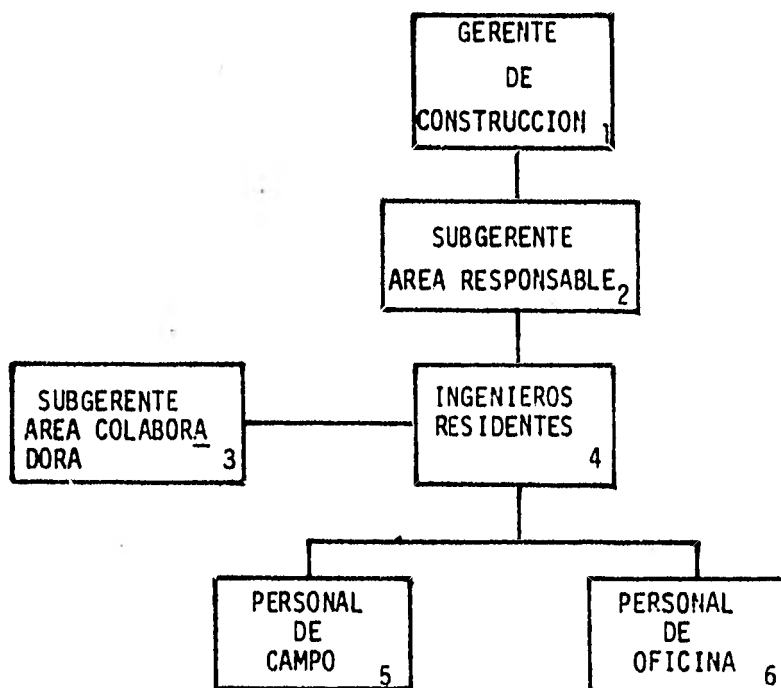 GERENTE
DE
CONSTRUCCION 1
SUBGERENTE
AREA RESPONSABLE 2
SUBGERENTE
AREA COLABORA
DORA 3
INGENIEROS
RESIDENTES
4
PERSONAL
DE
CAMPO 5
PERSONAL
DE
OFICINA 6